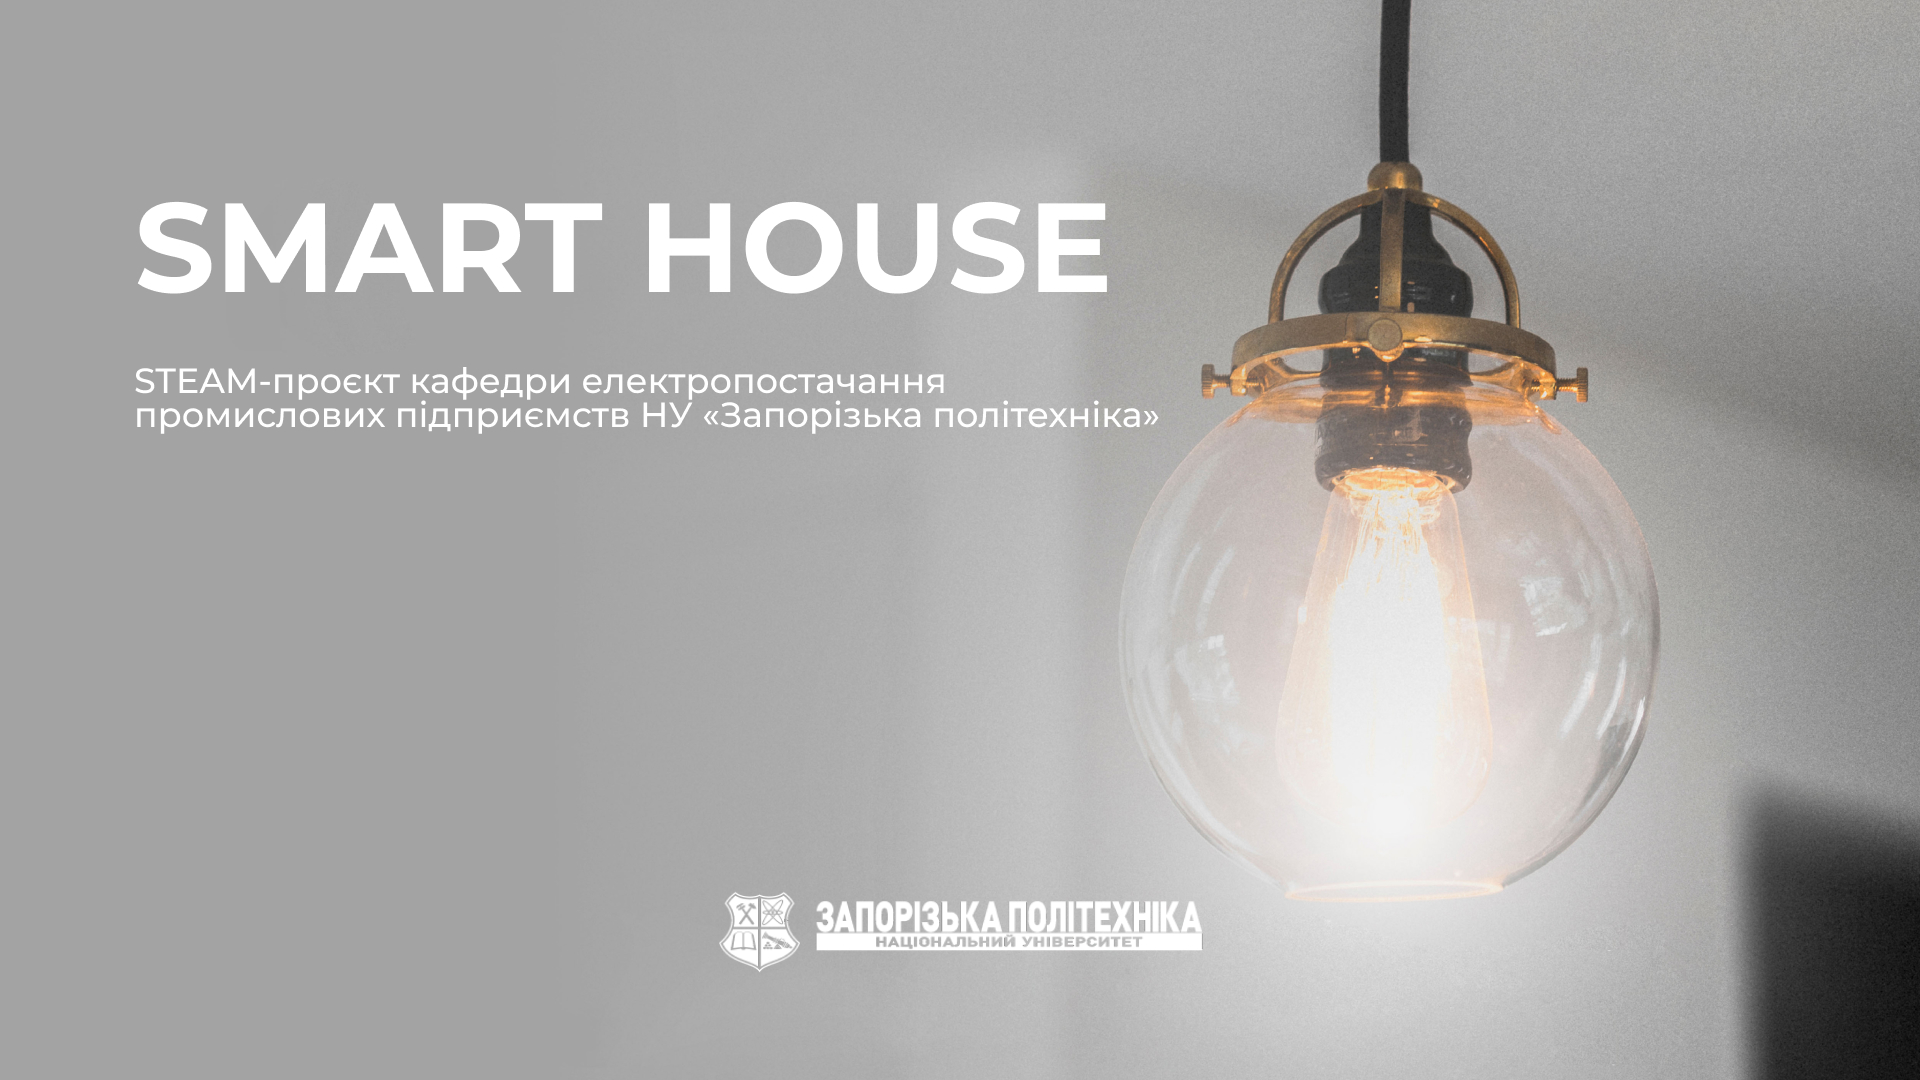 SMART HOUSE
STEAM-проєкт кафедри електропостачання
промислових підприємств НУ «Запорізька політехніка»
ЗАПОРІЗЬКА ПОЛІТЕХНІКА
НАЦІОНАЛЬНИЙ УНІВЕРСИТЕТ